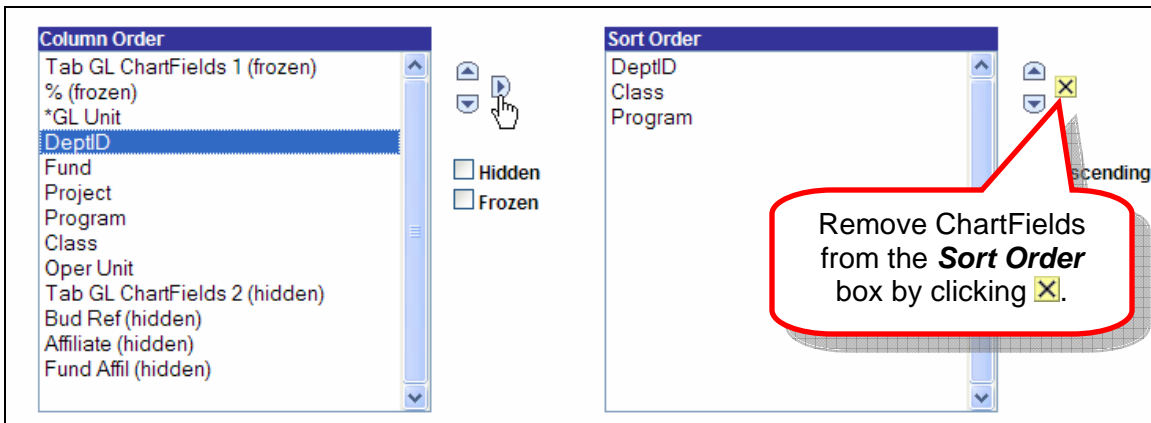 Column Order
Tab GL ChartFields 1 (frozen)
% (frozen)
*GL Unit
DeptID
Fund
Project
Program
Class
Oper Unit
Tab GL ChartFields 2 (hidden)
Bud Ref (hidden)
Affiliate (hidden)
Fund Affil (hidden)
Hidden
Frozen
Sort Order
DeptID
Class
Program
scending
Remove ChartFields
from the Sort Order
box by clicking .